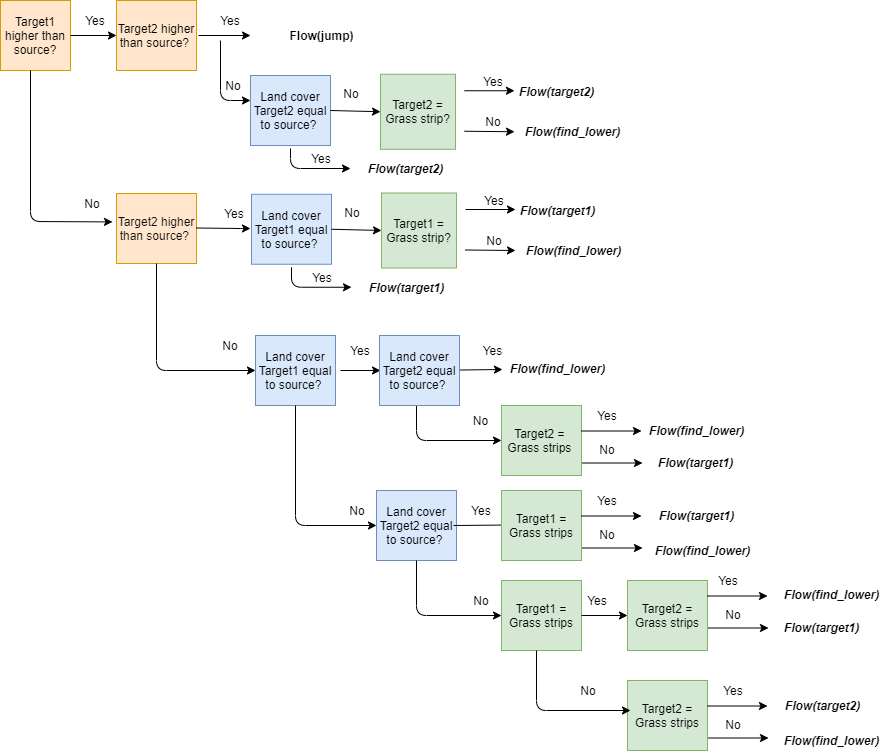 Target1
higher than
source?
Yes
Target2 higher
than source?
Yes
Flow(jump)
No
Land cover
Target2 equal
to source?
No
Target2 =
Grass strip?
Yes
Flow(target2)
No
Flow(find_lower)
Yes
Flow(target2)
No
Target2 higher
than source?
Yes
Land cover
Target1 equal
to source?
No
Target1 =
Grass strip?
Yes
Flow(target1)
No
Flow(find_lower)
Yes
Flow(target1)
No
Land cover
Target1 equal
to source?
Yes
Land cover
Target2 equal
to source?
Yes
Flow(find_lower)
No
Target2 =
Grass strips
Yes
Flow(find_lower)
No
Flow(target1)
No
Land cover
Target2 equal
to source?
Yes
Target1 =
Grass strips
Yes
Flow(target1)
No
Flow(find_lower)
No
Target1 =
Grass strips
Yes
Target2 =
Grass strips
Yes
Flow(find_lower)
No
Flow(target1)
No
Target2 =
Grass strips
Yes
Flow(target2)
No
Flow(find_lower)